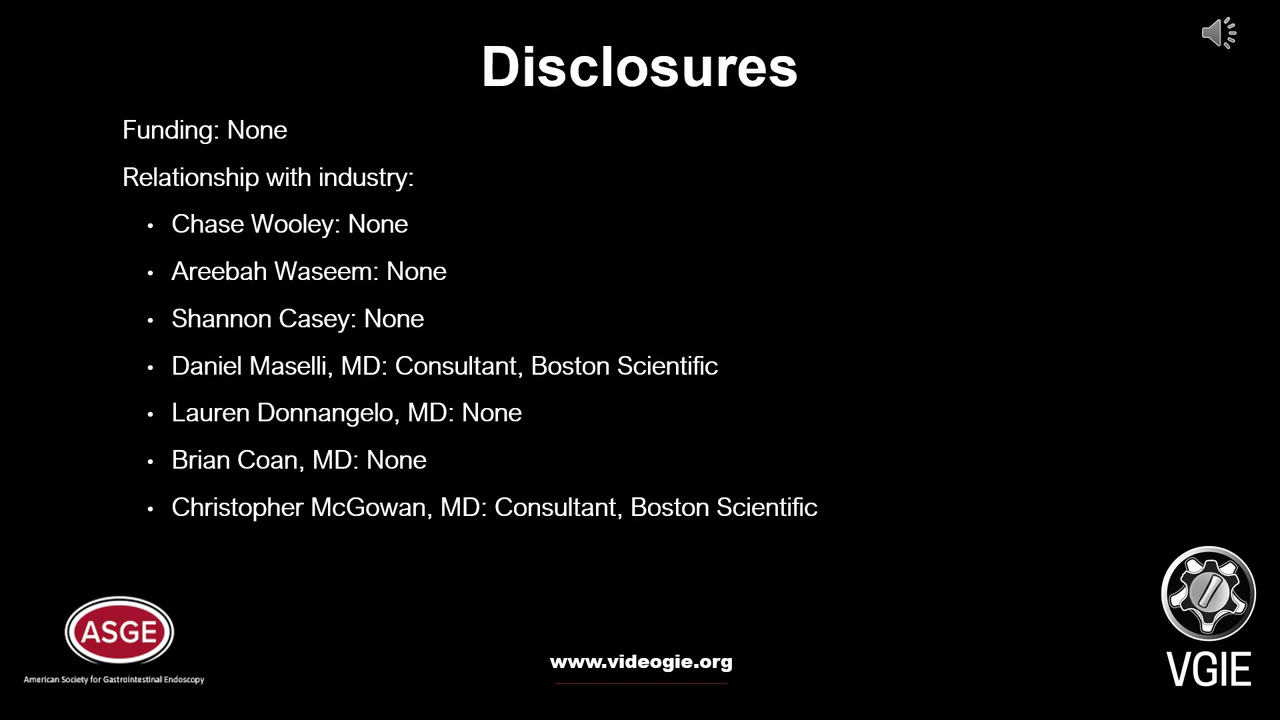 Disclosures
Funding: None
Relationship with industry:
• Chase Wooley: None
• Areebah Waseem: None
• Shannon Casey: None
• Daniel Maselli, MD: Consultant, Boston Scientific
• Lauren Donnangelo, MD: None
• Brian Coan, MD: None
• Christopher McGowan, MD: Consultant, Boston Scientific
ASGE
American Society for Gastrointestinal Endoscopy
www.videogie.org
VGIE